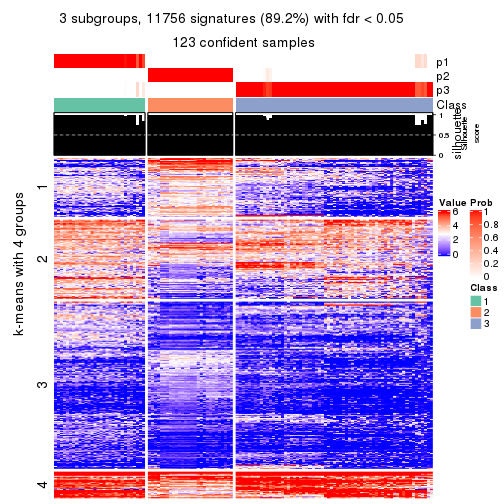 3 subgroups, 11756 signatures (89.2%) with fdr < 0.05
123 confident samples
p1
p2
p3
Class
1
0.5
0
silhouette
Silhouette
score
k-means with 4 groups
1
2
3
4
Value
6
4
2
0
Prob
1
0.8
0.6
0.4
0.2
0
Class
1
2
3